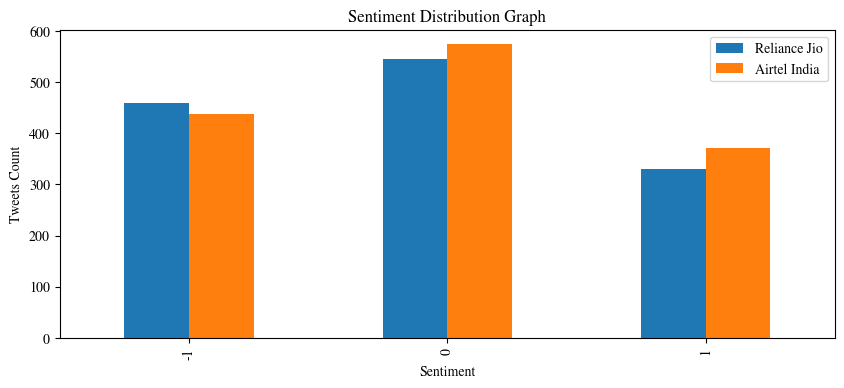 Sentiment Distribution Graph
Reliance Jio
Airtel India
Tweets Count
600
500
400
300
200
100
0
-1
0
1
Sentiment